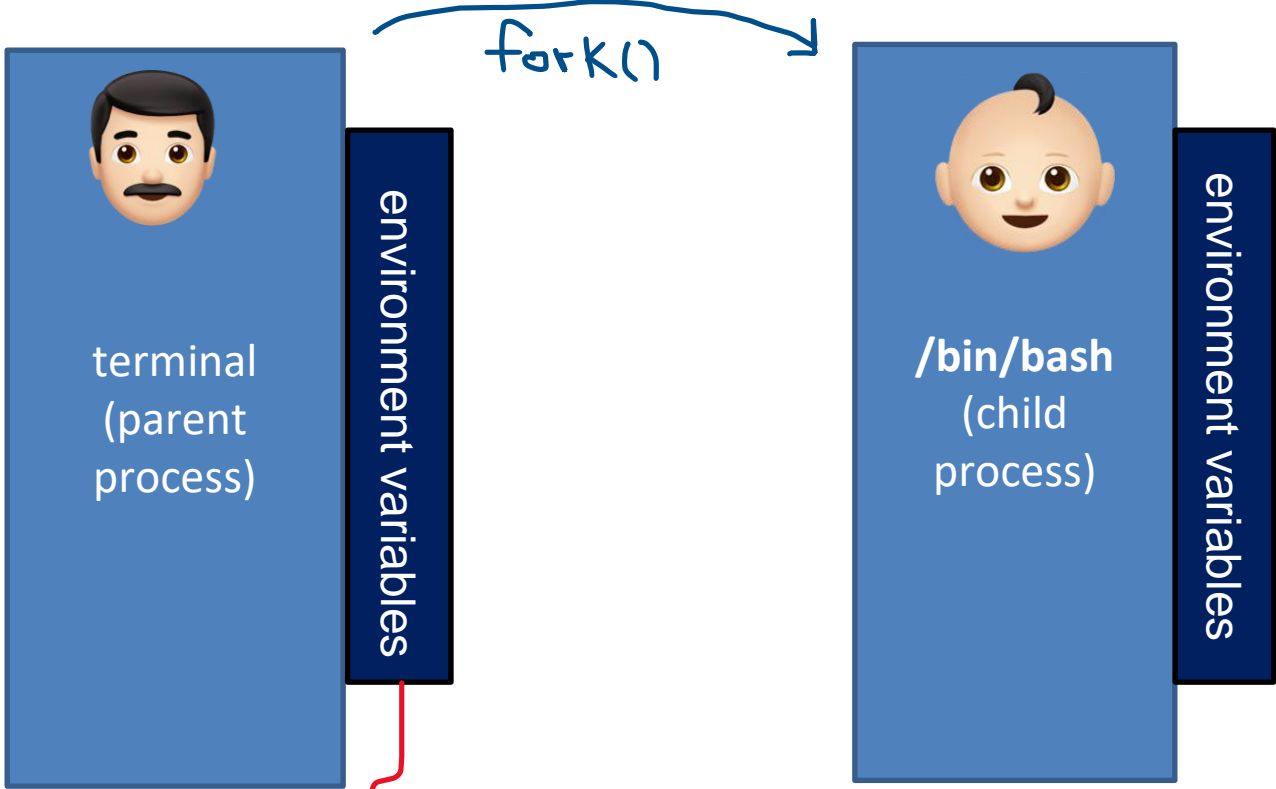 fork()
terminal
(parent
process)
environment variables
/bin/bash
(child
process)
environment variables